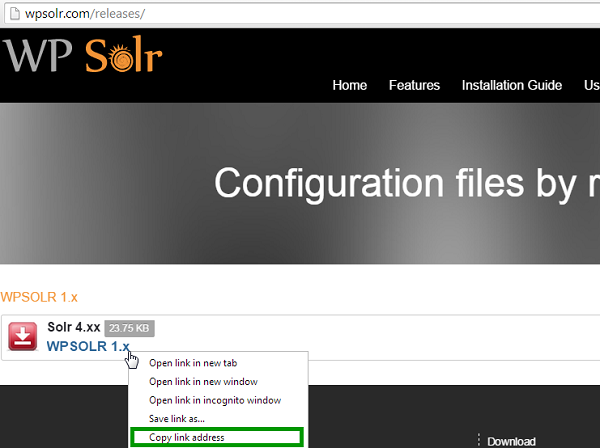 wpsolr.com/releases/
WP Solr
Home Features Installation Guide Us
Configuration files by r
WPSOLR 1.x
Solr 4.xx 23.75 KB
WPSOLR 1.x
Open link in new tab
Open link in new window
Open link in incognito window
Save link as...
Copy link address
Download